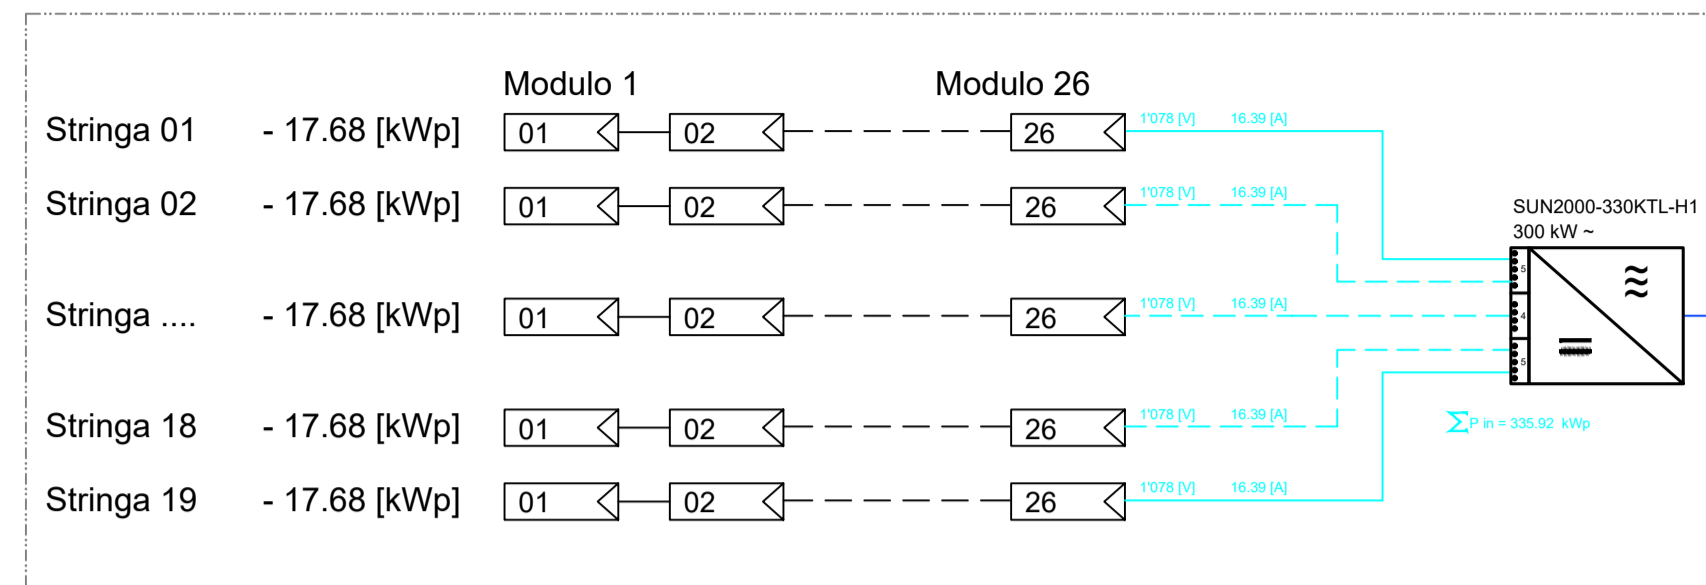 Modulo 1 Modulo 26
Stringa 01 - 17.68 [kWp] 01 02 26 1'078 [V] 16.39 [A]
Stringa 02 - 17.68 [kWp] 01 02 26 1'078 [V] 16.39 [A]
SUN2000-330KTL-H1
300 kW ~
5
Stringa .... - 17.68 [kWp] 01 02 26 1'078 [V] 16.39 [A]
4
5
Stringa 18 - 17.68 [kWp] 01 02 26 1'078 [V] 16.39 [A]
∑P in = 335.92 kWp
Stringa 19 - 17.68 [kWp] 01 02 26 1'078 [V] 16.39 [A]